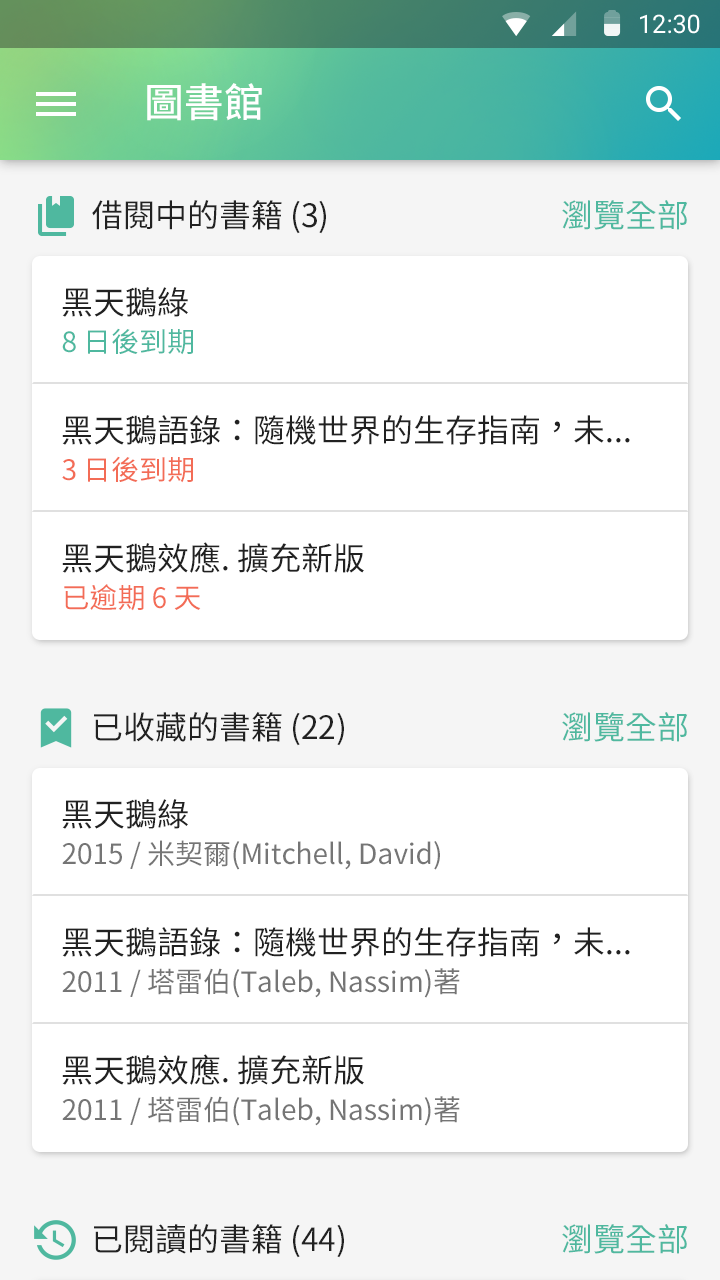 12:30
圖書館
借閱中的書籍 (3) 瀏覽全部
黑天鵝綠
8 日後到期
黑天鵝語錄：隨機世界的生存指南，未...
3 日後到期
黑天鵝效應. 擴充新版
已逾期 6 天
已收藏的書籍 (22) 瀏覽全部
黑天鵝綠
2015 / 米契爾(Mitchell, David)
黑天鵝語錄：隨機世界的生存指南，未...
2011 / 塔雷伯(Taleb, Nassim)著
黑天鵝效應. 擴充新版
2011 / 塔雷伯(Taleb, Nassim)著
已閱讀的書籍 (44) 瀏覽全部